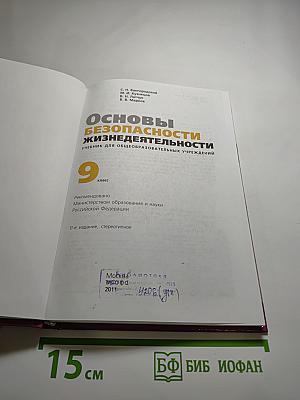 С. Н. Вангородский
М. И. Кузнецов
В. Н. Латчук
В. В. Марков
Основы
безопасности
жизнедеятельности
УЧЕБНИК ДЛЯ ОБЩЕОБРАЗОВАТЕЛЬНЫХ УЧРЕЖДЕНИЙ
9 класс
Рекомендовано
Министерством образования и науки
Российской Федерации
издание, стереотипное
Москва
2011
15 см
БФ БИБ ИОФАН